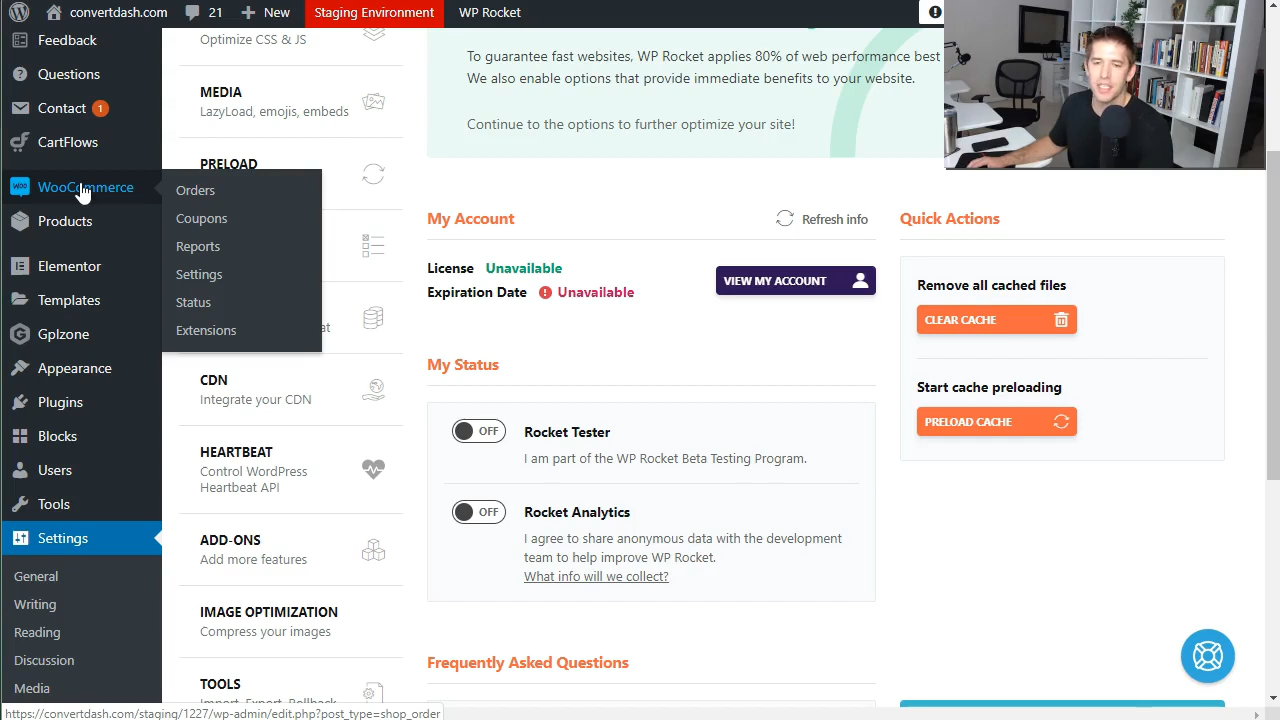 convertdash.com
21
New
Staging Environment
WP Rocket
Feedback
Questions
Contact 1
CartFlows
WooCommerce
Products
Elementor
Templates
Gplzone
Appearance
Plugins
Blocks
Users
Tools
Settings
General
Writing
Reading
Discussion
Media
Orders
Coupons
Reports
Settings
Status
Extensions
Optimize CSS & JS
MEDIA
LazyLoad, emojis, embeds
PRELOAD
CDN
Integrate your CDN
HEARTBEAT
Control WordPress
Heartbeat API
ADD-ONS
Add more features
IMAGE OPTIMIZATION
Compress your images
TOOLS
Import, Export, Rollback
To guarantee fast websites, WP Rocket applies 80% of web performance best
We also enable options that provide immediate benefits to your website.
Continue to the options to further optimize your site!
My Account
Refresh info
License Unavailable
Expiration Date Unavailable
VIEW MY ACCOUNT
My Status
OFF
Rocket Tester
I am part of the WP Rocket Beta Testing Program.
OFF
Rocket Analytics
I agree to share anonymous data with the development
team to help improve WP Rocket.
What info will we collect?
Frequently Asked Questions
Quick Actions
Remove all cached files
CLEAR CACHE
Start cache preloading
PRELOAD CACHE
https://convertdash.com/staging/1227/wp-admin/edit.php?post_type=shop_order